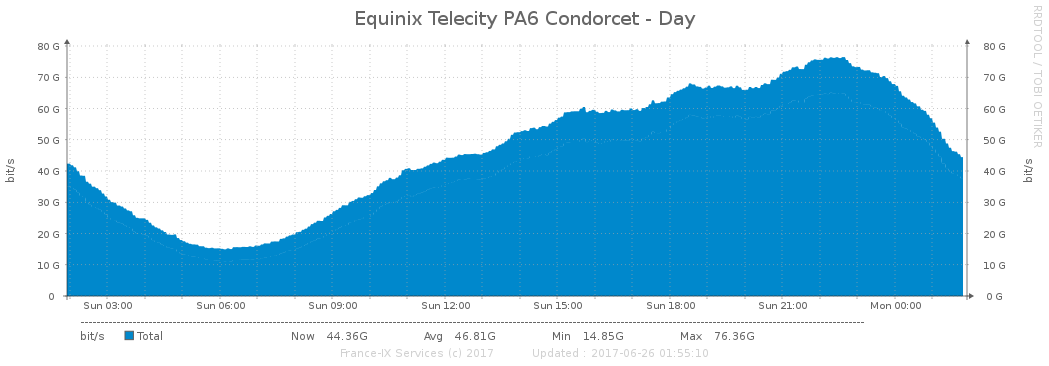 Equinix Telecity PA6 Condorcet - Day
RRDTOOL / TOBI OETIKER
bit/s
80 G 80 G
70 G 70 G
60 G 60 G
50 G 50 G
40 G 40 G
30 G 30 G
20 G 20 G
10 G 10 G
0 0 G
bit/s
Sun 03:00 Sun 06:00 Sun 09:00 Sun 12:00 Sun 15:00 Sun 18:00 Sun 21:00 Mon 00:00
bit/s Total Now 44.36G Avg 46.81G Min 14.85G Max 76.36G
France-IX Services (c) 2017 Updated : 2017-06-26 01:55:10